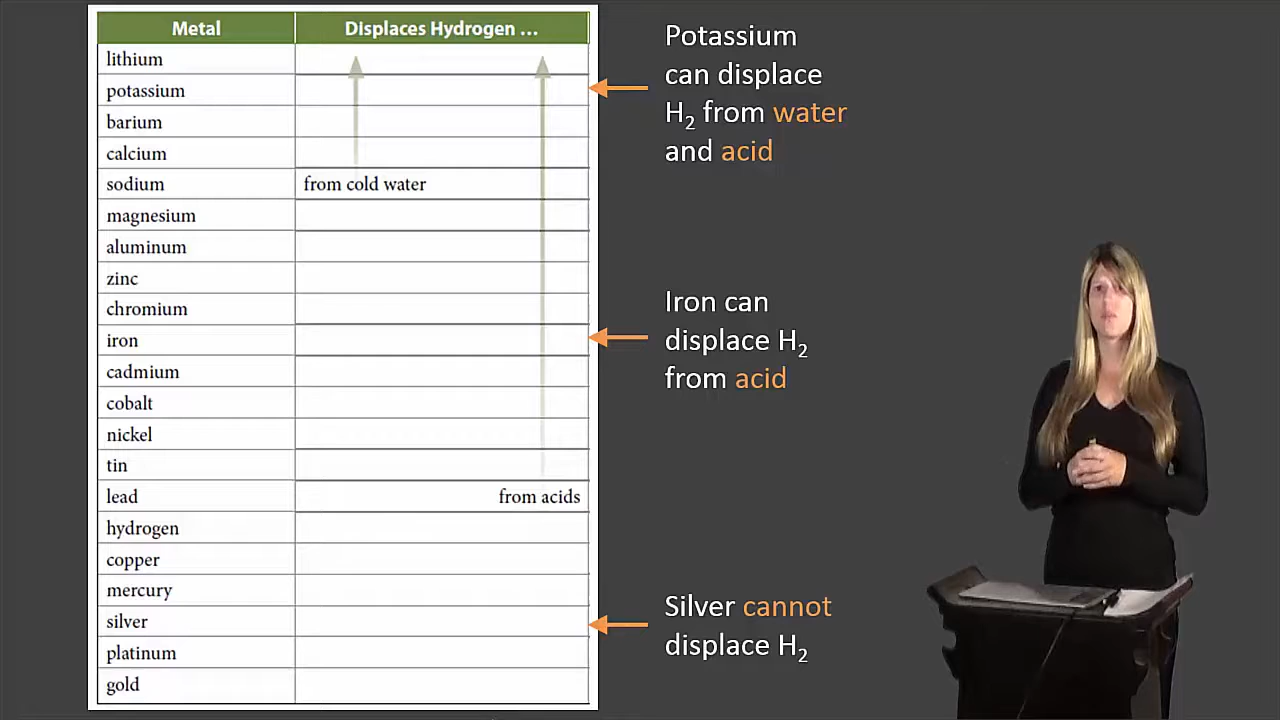 Metal Displaces Hydrogen …
lithium
potassium
barium
calcium
sodium from cold water
magnesium
aluminum
zinc
chromium
iron
cadmium
cobalt
nickel
tin
lead from acids
hydrogen
copper
mercury
silver
platinum
gold
Potassium
can displace
H₂ from water
and acid
Iron can
displace H₂
from acid
Silver cannot
displace H₂